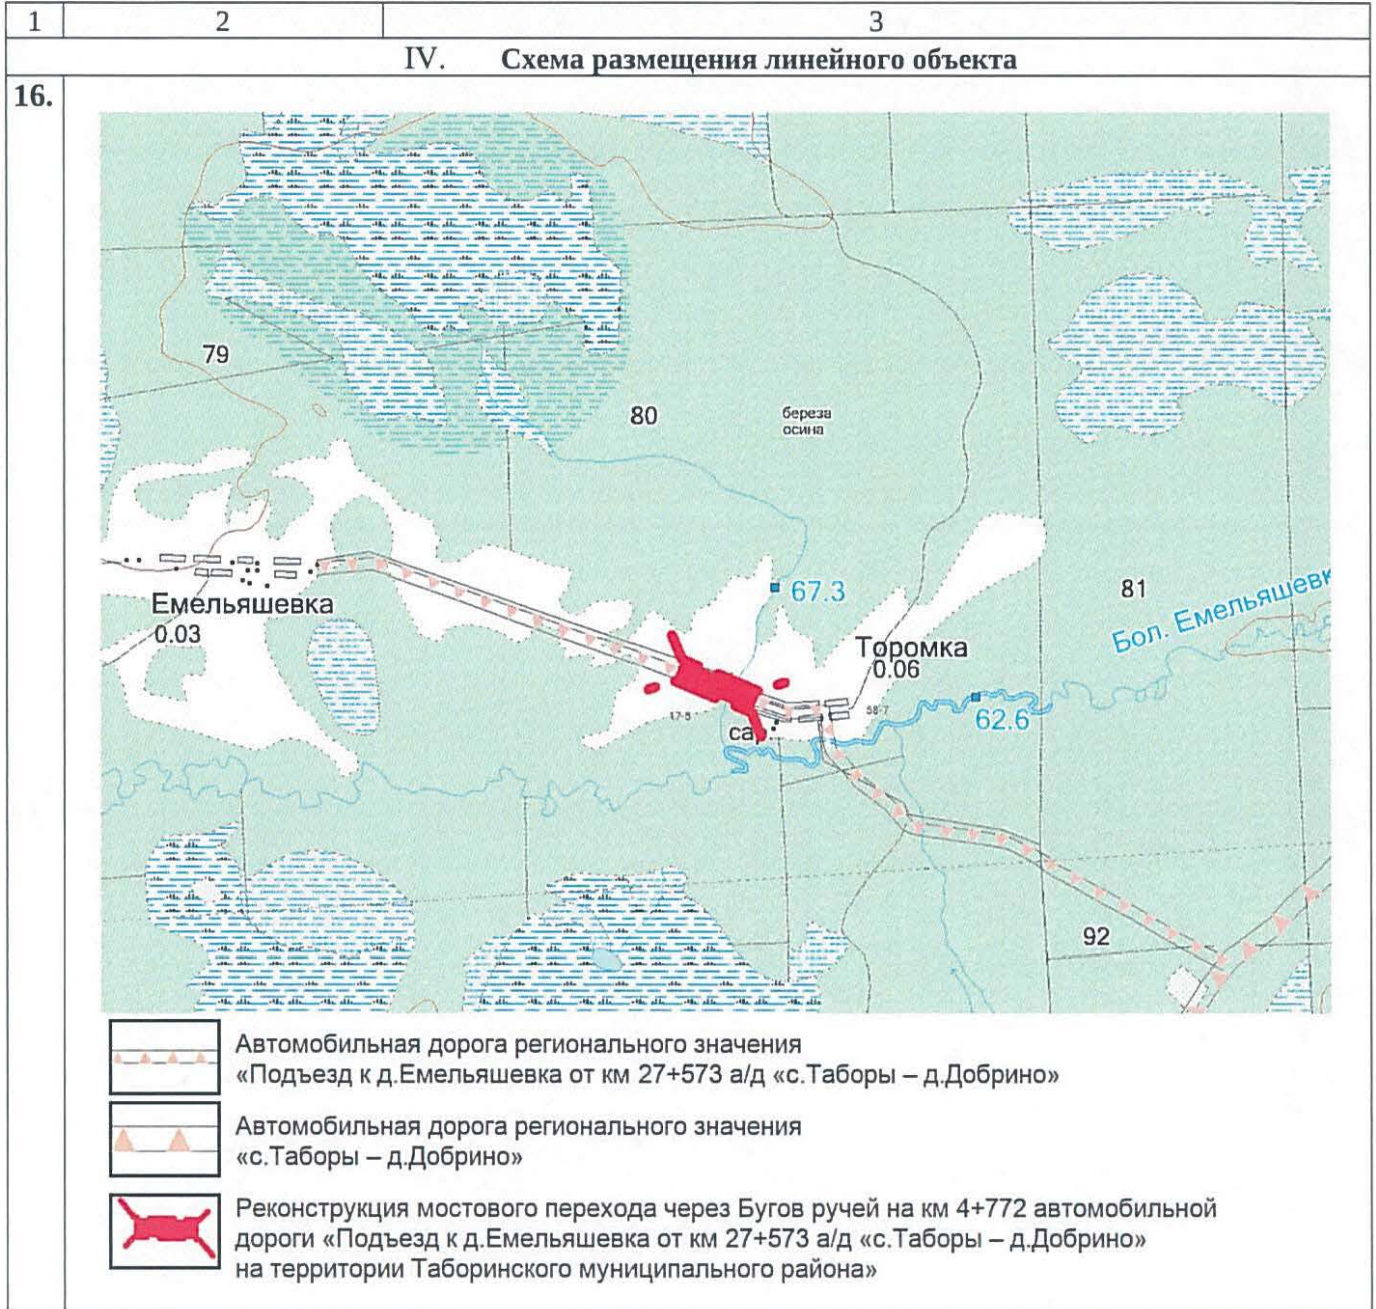 1 2 3
IV. Схема размещения линейного объекта
16.
79
80
береза
осина
67.3
81
Бол. Емельяшевк
Емельяшевка
0.03
Торомка
0.06
62.6
92
Автомобильная дорога регионального значения
«Подъезд к д.Емельяшевка от км 27+573 а/д «с.Таборы – д.Добрино»
Автомобильная дорога регионального значения
«с.Таборы – д.Добрино»
Реконструкция мостового перехода через Бугов ручей на км 4+772 автомобильной
дороги «Подъезд к д.Емельяшевка от км 27+573 а/д «с.Таборы – д.Добрино»
на территории Таборинского муниципального района»